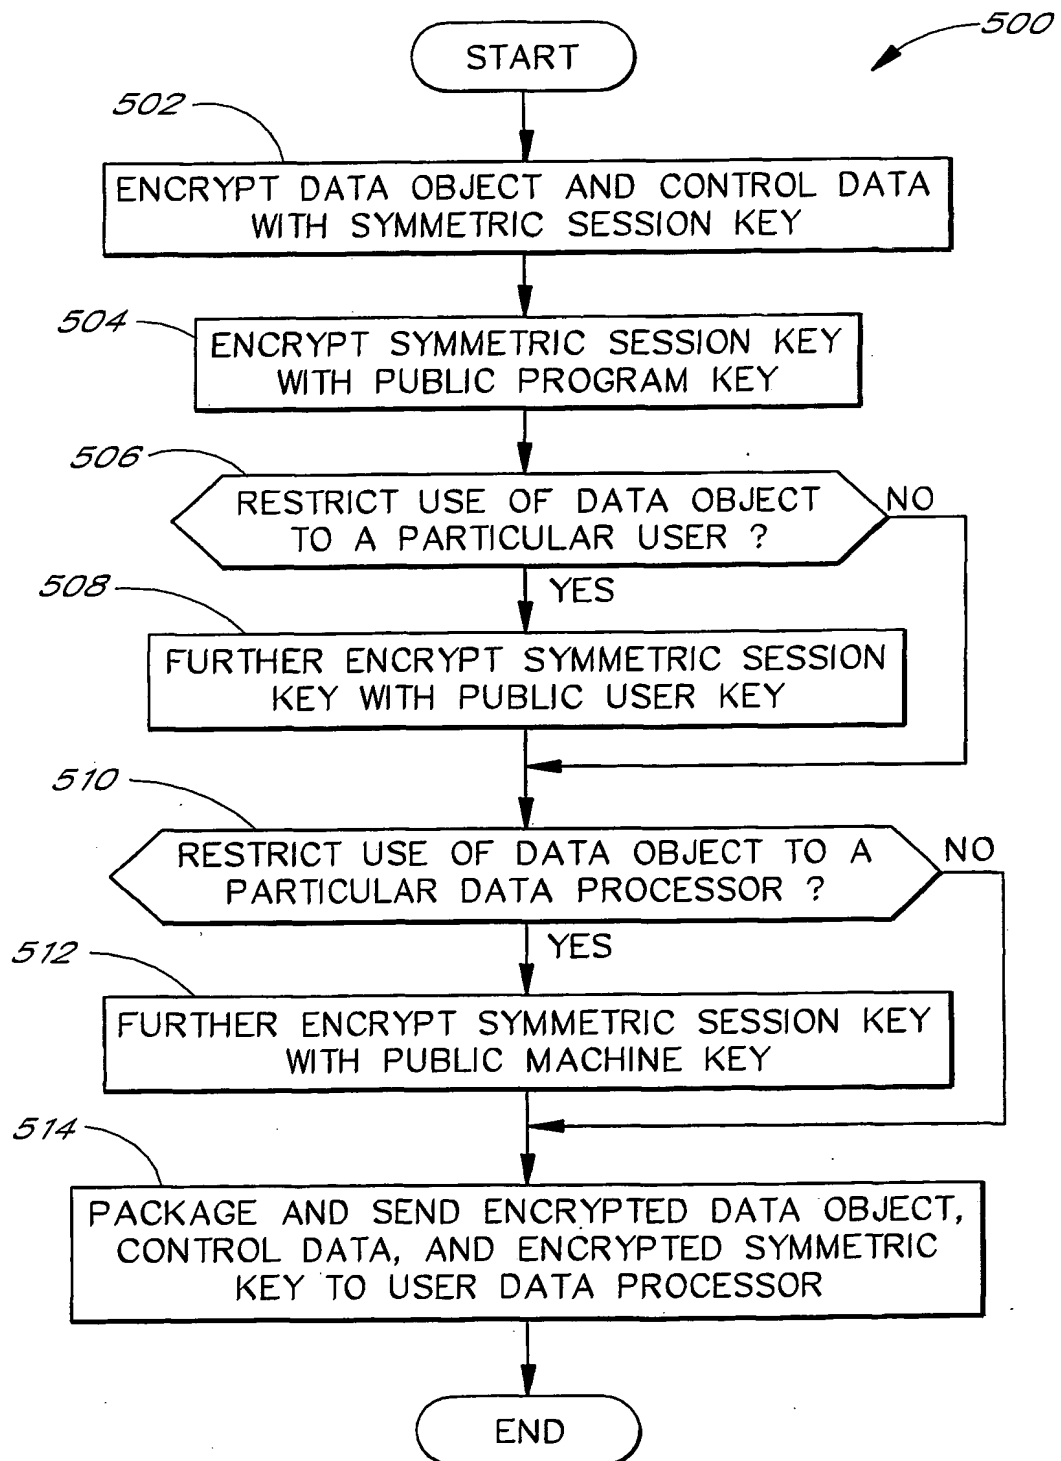 500
START
502
ENCRYPT DATA OBJECT AND CONTROL DATA
WITH SYMMETRIC SESSION KEY
504
ENCRYPT SYMMETRIC SESSION KEY
WITH PUBLIC PROGRAM KEY
506
RESTRICT USE OF DATA OBJECT
TO A PARTICULAR USER ?
NO
YES
508
FURTHER ENCRYPT SYMMETRIC SESSION
KEY WITH PUBLIC USER KEY
510
RESTRICT USE OF DATA OBJECT TO A
PARTICULAR DATA PROCESSOR ?
NO
YES
512
FURTHER ENCRYPT SYMMETRIC SESSION KEY
WITH PUBLIC MACHINE KEY
514
PACKAGE AND SEND ENCRYPTED DATA OBJECT,
CONTROL DATA, AND ENCRYPTED SYMMETRIC
KEY TO USER DATA PROCESSOR
END